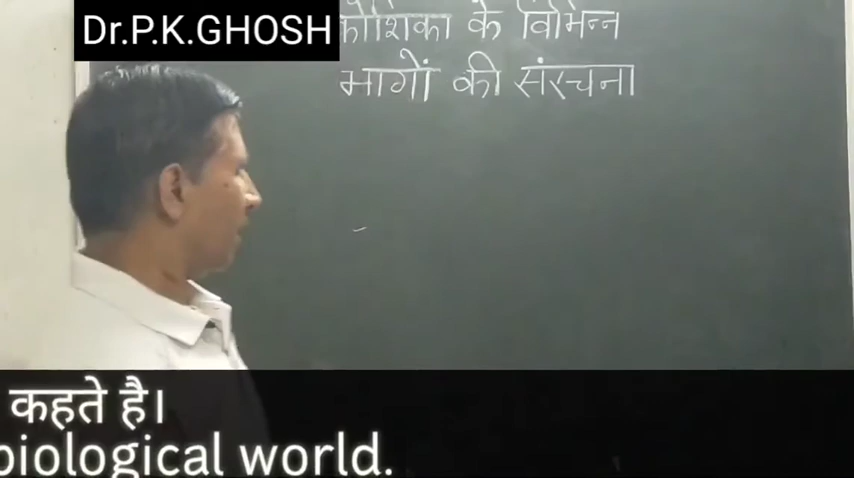 Dr.P.K.GHOSH
कोशिका के विभिन्न
भागों की संरचना
कहते है।
biological world.